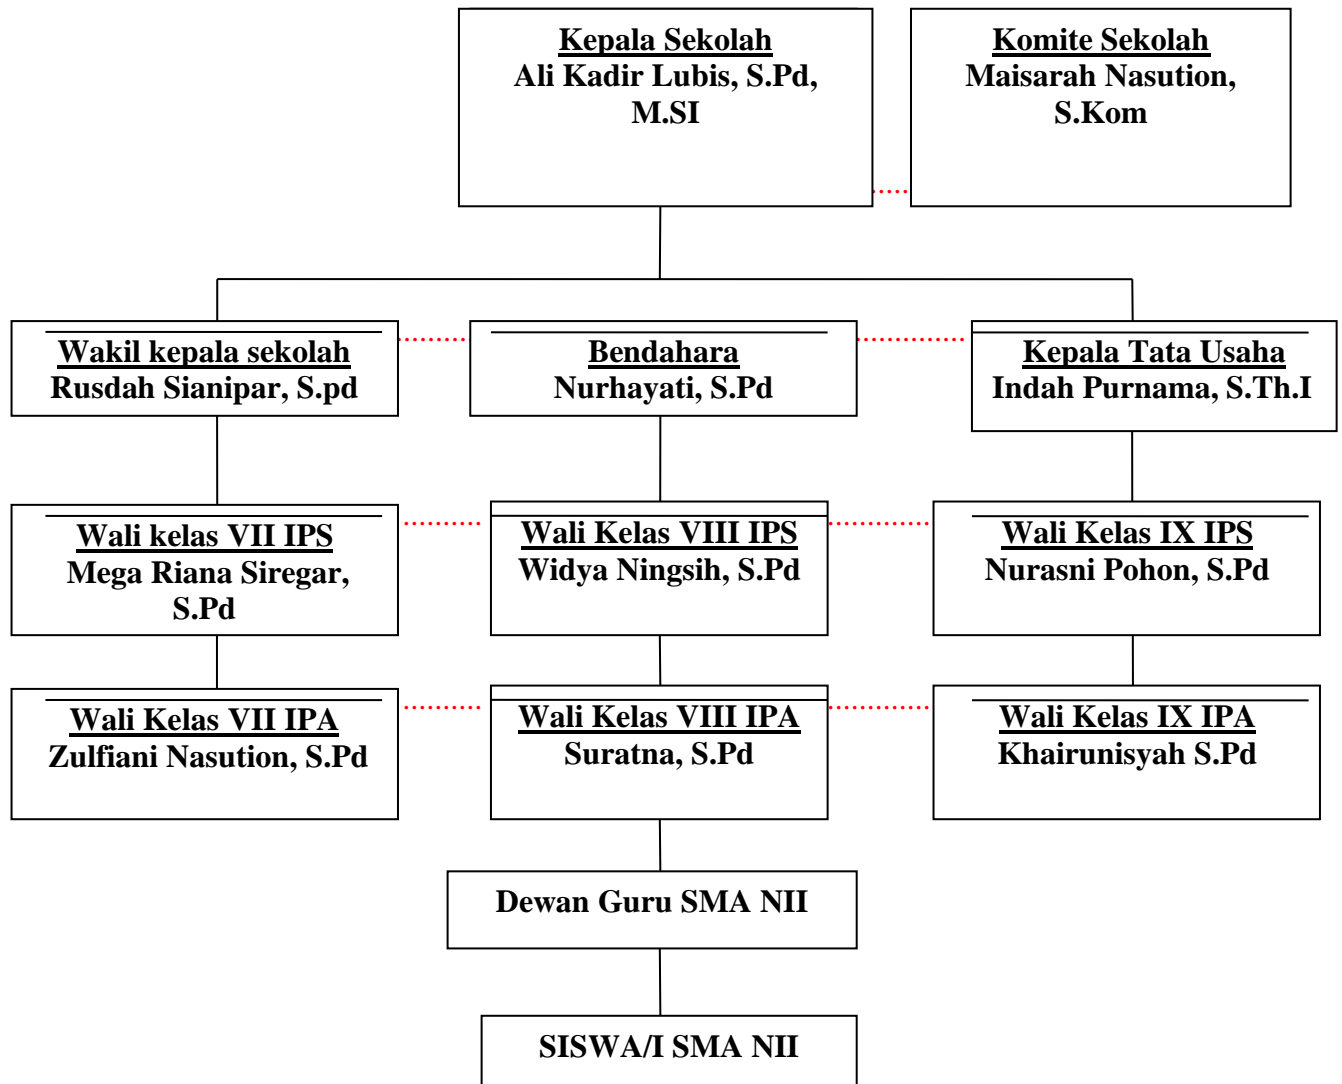 Kepala Sekolah
Ali Kadir Lubis, S.Pd,
M.SI
Komite Sekolah
Maisarah Nasution,
S.Kom
Wakil kepala sekolah
Rusdah Sianipar, S.pd
Bendahara
Nurhayati, S.Pd
Kepala Tata Usaha
Indah Purnama, S.Th.I
Wali kelas VII IPS
Mega Riana Siregar,
S.Pd
Wali Kelas VIII IPS
Widya Ningsih, S.Pd
Wali Kelas IX IPS
Nurasni Pohon, S.Pd
Wali Kelas VII IPA
Zulfiani Nasution, S.Pd
Wali Kelas VIII IPA
Suratna, S.Pd
Wali Kelas IX IPA
Khairunisyah S.Pd
Dewan Guru SMA NII
SISWA/I SMA NII